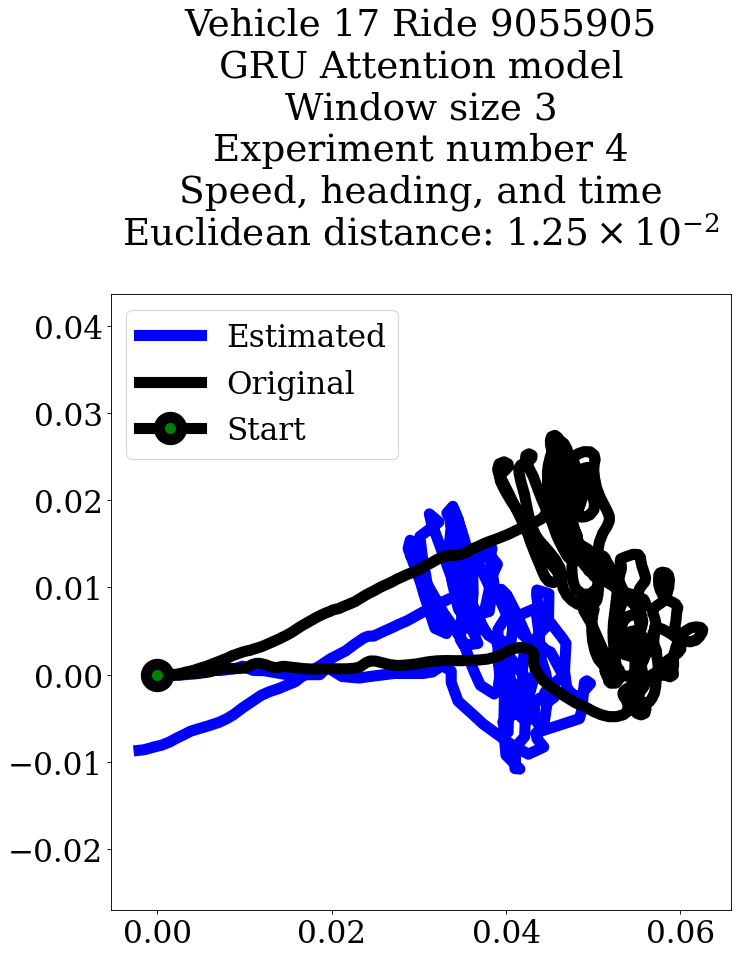 Vehicle 17 Ride 9055905
GRU Attention model
Window size 3
Experiment number 4
Speed, heading, and time
Euclidean distance: 1.25 × 10⁻²
Estimated
Original
Start
0.04
0.03
0.02
0.01
0.00
−0.01
−0.02
0.00 0.02 0.04 0.06